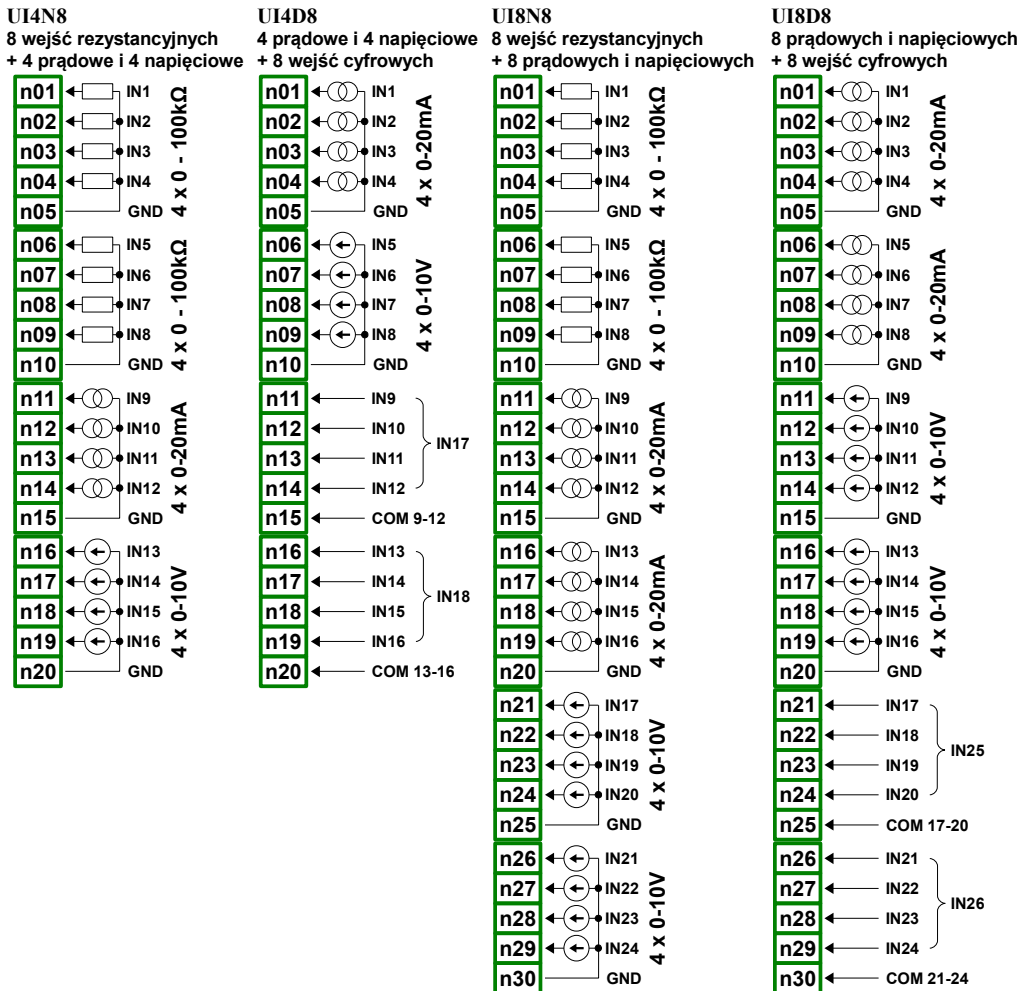 UI4N8
8 wejść rezystancyjnych
+ 4 prądowe i 4 napięciowe
n01 IN1
n02 IN2
n03 IN3
n04 IN4
n05 GND
4 x 0 - 100kΩ
n06 IN5
n07 IN6
n08 IN7
n09 IN8
n10 GND
4 x 0 - 100kΩ
n11 IN9
n12 IN10
n13 IN11
n14 IN12
n15 GND
4 x 0-20mA
n16 IN13
n17 IN14
n18 IN15
n19 IN16
n20 GND
4 x 0-10V
UI4D8
4 prądowe i 4 napięciowe
+ 8 wejść cyfrowych
n01 IN1
n02 IN2
n03 IN3
n04 IN4
n05 GND
4 x 0-20mA
n06 IN5
n07 IN6
n08 IN7
n09 IN8
n10 GND
4 x 0-10V
n11 IN9
n12 IN10
n13 IN11
n14 IN12
IN17
n15 COM 9-12
n16 IN13
n17 IN14
n18 IN15
n19 IN16
IN18
n20 COM 13-16
UI8N8
8 wejść rezystancyjnych
+ 8 prądowych i napięciowych
n01 IN1
n02 IN2
n03 IN3
n04 IN4
n05 GND
4 x 0 - 100kΩ
n06 IN5
n07 IN6
n08 IN7
n09 IN8
n10 GND
4 x 0 - 100kΩ
n11 IN9
n12 IN10
n13 IN11
n14 IN12
n15 GND
4 x 0-20mA
n16 IN13
n17 IN14
n18 IN15
n19 IN16
n20 GND
4 x 0-20mA
n21 IN17
n22 IN18
n23 IN19
n24 IN20
n25 GND
4 x 0-10V
n26 IN21
n27 IN22
n28 IN23
n29 IN24
n30 GND
4 x 0-10V
UI8D8
8 prądowych i napięciowych
+ 8 wejść cyfrowych
n01 IN1
n02 IN2
n03 IN3
n04 IN4
n05 GND
4 x 0-20mA
n06 IN5
n07 IN6
n08 IN7
n09 IN8
n10 GND
4 x 0-20mA
n11 IN9
n12 IN10
n13 IN11
n14 IN12
n15 GND
4 x 0-10V
n16 IN13
n17 IN14
n18 IN15
n19 IN16
n20 GND
4 x 0-10V
n21 IN17
n22 IN18
n23 IN19
n24 IN20
IN25
n25 COM 17-20
n26 IN21
n27 IN22
n28 IN23
n29 IN24
IN26
n30 COM 21-24